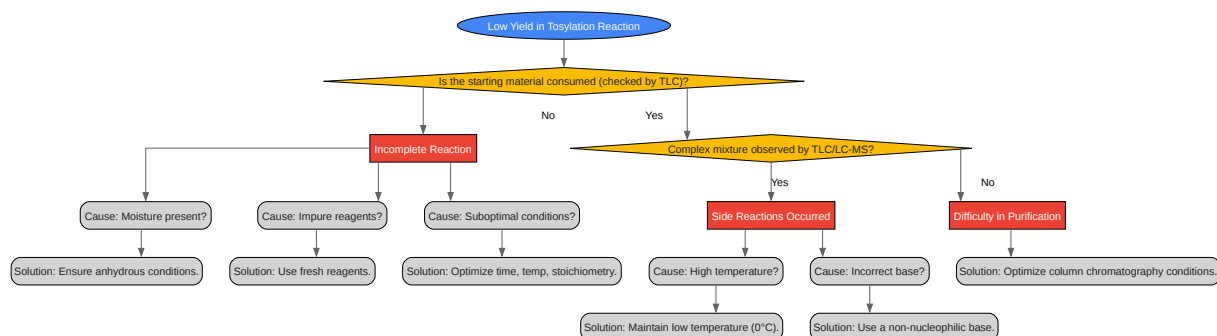 Low Yield in Tosylation Reaction
Is the starting material consumed (checked by TLC)?
No
Yes
Incomplete Reaction
Complex mixture observed by TLC/LC-MS?
Yes
No
Cause: Moisture present?
Cause: Impure reagents?
Cause: Suboptimal conditions?
Side Reactions Occurred
Difficulty in Purification
Solution: Ensure anhydrous conditions.
Solution: Use fresh reagents.
Solution: Optimize time, temp, stoichiometry.
Cause: High temperature?
Cause: Incorrect base?
Solution: Optimize column chromatography conditions.
Solution: Maintain low temperature (0°C).
Solution: Use a non-nucleophilic base.